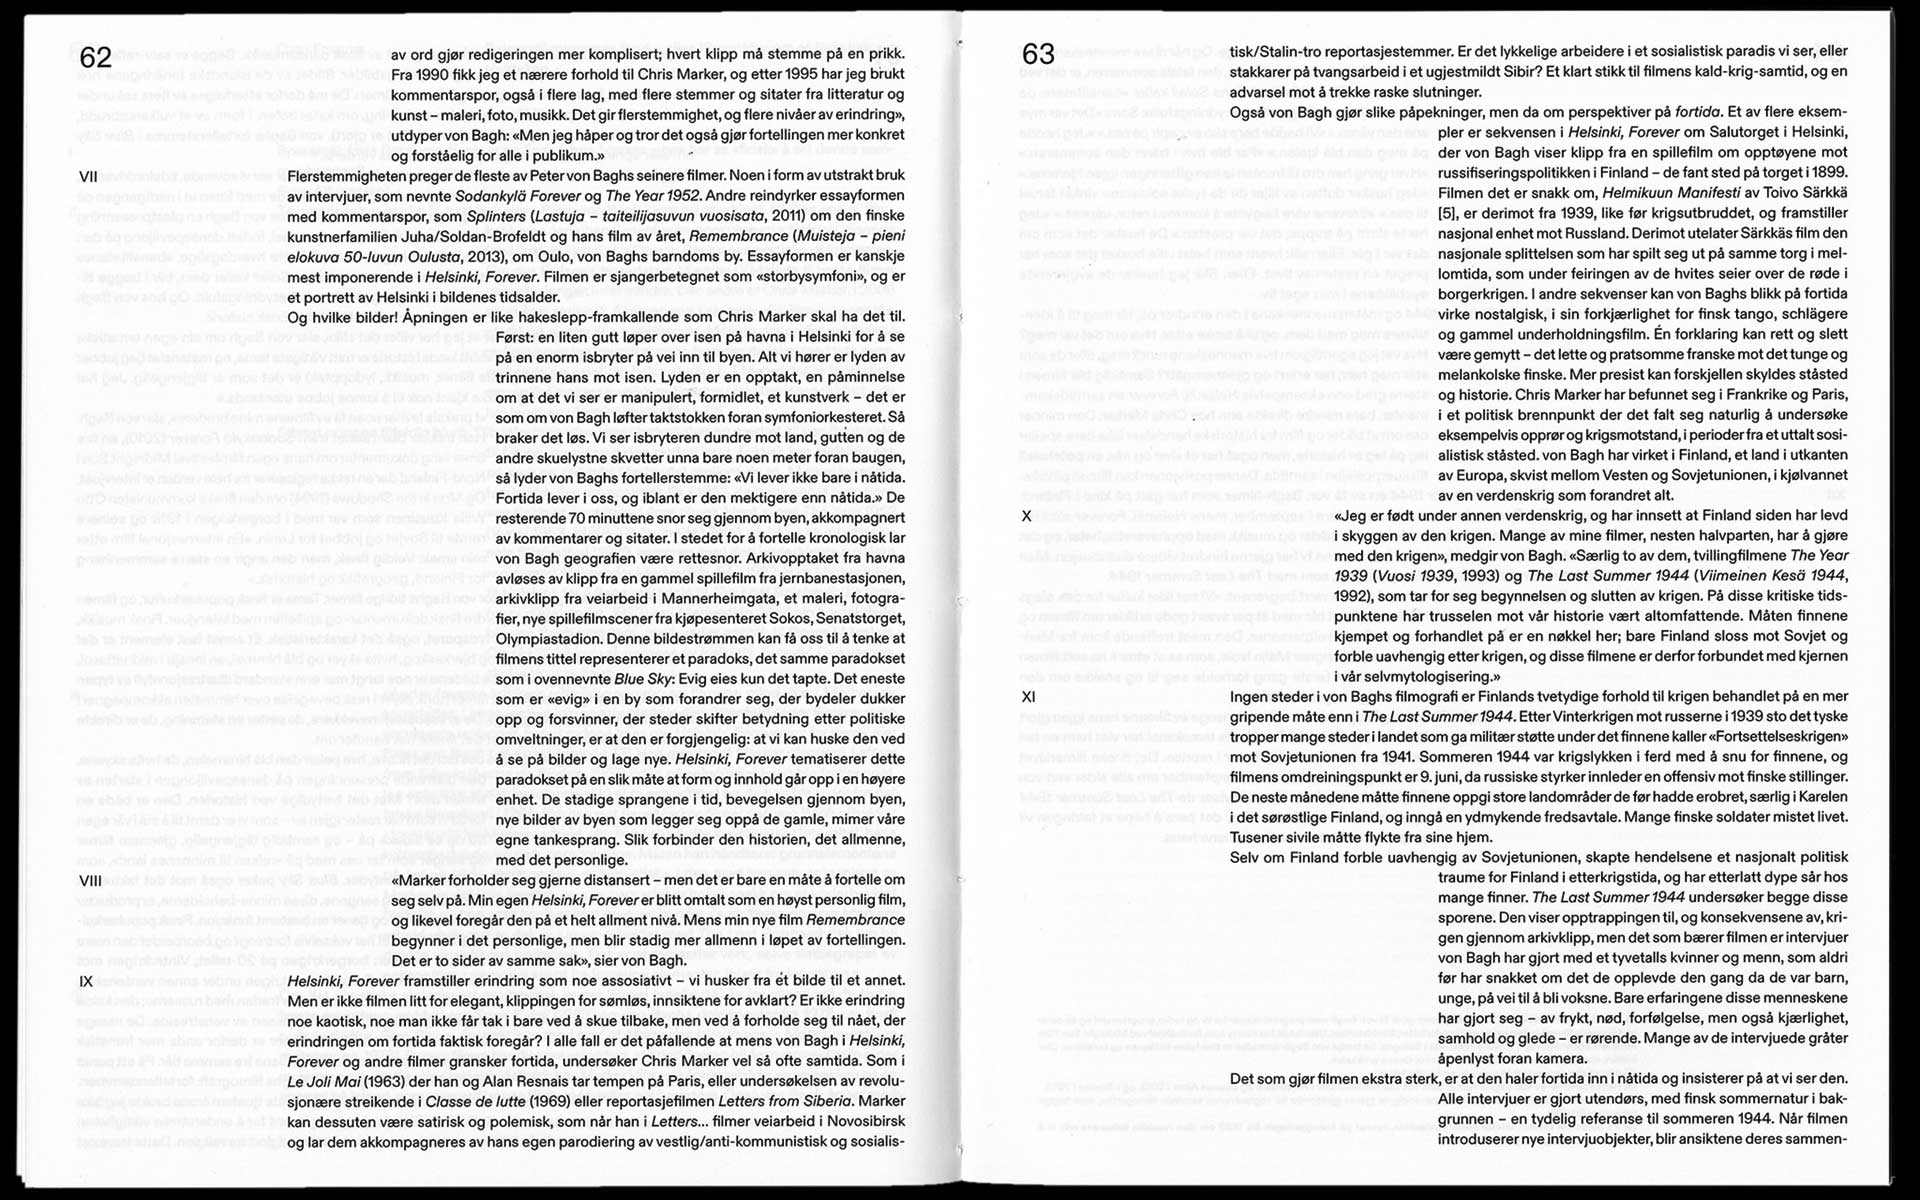 62
av ord gjør redigeringen mer komplisert; hvert klipp må stemme på en prikk.
Fra 1990 fikk jeg et nærere forhold til Chris Marker, og etter 1995 har jeg brukt
kommentarspor, også i flere lag, med flere stemmer og sitater fra litteratur og
kunst – maleri, foto, musikk. Det gir flerstemmighet, og flere nivåer av erindring»,
utdyper von Bagh: «Men jeg håper og tror det også gjør fortellingen mer konkret
og forståelig for alle i publikum.»
VII
Flerstemmigheten preger de fleste av Peter von Baghs seinere filmer. Noen i form av utstrakt bruk
av intervjuer, som nevnte Sodankylä Forever og The Year 1952. Andre reindyrker essayformen
med kommentarspor, som Splinters (Lastuja – taiteilijasuvun vuosisata, 2011) om den finske
kunstnerfamilien Juha/Soldan-Brofeldt og hans film av året, Remembrance (Muisteja – pieni
elokuva 50-luvun Oulusta, 2013), om Oulo, von Baghs barndoms by. Essayformen er kanskje
mest imponerende i Helsinki, Forever. Filmen er sjangerbetegnet som «storbysymfoni», og er
et portrett av Helsinki i bildenes tidsalder.
Og hvilke bilder! Åpningen er like hakeslepp-framkallende som Chris Marker skal ha det til.
Først: en liten gutt løper over isen på havna i Helsinki for å se
på en enorm isbryter på vei inn til byen. Alt vi hører er lyden av
trinnene hans mot isen. Lyden er en opptakt, en påminnelse
om at det vi ser er manipulert, formidlet, et kunstverk – det er
som om von Bagh løfter taktstokken foran symfoniorkesteret. Så
braker det løs. Vi ser isbryteren dundre mot land, gutten og de
andre skuelystne skvetter unna bare noen meter foran baugen,
så lyder von Baghs fortellerstemme: «Vi lever ikke bare i nåtida.
Fortida lever i oss, og iblant er den mektigere enn nåtida.» De
resterende 70 minuttene snor seg gjennom byen, akkompagnert
av kommentarer og sitater. I stedet for å fortelle kronologisk lar
von Bagh geografien være rettesnor. Arkivopptaket fra havna
avløses av klipp fra en gammel spillefilm fra jernbanestasjonen,
arkivklipp fra veiarbeid i Mannerheimgata, et maleri, fotogra-
fier, nye spillefilmscener fra kjøpesenteret Sokos, Senatstorget,
Olympiastadion. Denne bildestrømmen kan få oss til å tenke at
filmens tittel representerer et paradoks, det samme paradokset
som i ovennevnte Blue Sky: Evig eies kun det tapte. Det eneste
som er «evig» i en by som forandrer seg, der bydeler dukker
opp og forsvinner, der steder skifter betydning etter politiske
omveltninger, er at den er forgjengelig: at vi kan huske den ved
å se på bilder og lage nye. Helsinki, Forever tematiserer dette
paradokset på en slik måte at form og innhold går opp i en høyere
enhet. De stadige sprangene i tid, bevegelsen gjennom byen,
nye bilder av byen som legger seg oppå de gamle, mimer våre
egne tankesprang. Slik forbinder den historien, det allmenne,
med det personlige.
VIII
«Marker forholder seg gjerne distansert – men det er bare en måte å fortelle om
seg selv på. Min egen Helsinki, Forever er blitt omtalt som en høyst personlig film,
og likevel foregår den på et helt allment nivå. Mens min nye film Remembrance
begynner i det personlige, men blir stadig mer allmenn i løpet av fortellingen.
Det er to sider av samme sak», sier von Bagh.
IX
Helsinki, Forever framstiller erindring som noe assosiativt – vi husker fra ét bilde til et annet.
Men er ikke filmen litt for elegant, klippingen for sømløs, innsiktene for avklart? Er ikke erindring
noe kaotisk, noe man ikke får tak i bare ved å skue tilbake, men ved å forholde seg til nået, der
erindringen om fortida faktisk foregår? I alle fall er det påfallende at mens von Bagh i Helsinki,
Forever og andre filmer gransker fortida, undersøker Chris Marker vel så ofte samtida. Som i
Le Joli Mai (1963) der han og Alan Resnais tar tempen på Paris, eller undersøkelsen av revolu-
sjonære streikende i Classe de lutte (1969) eller reportasjefilmen Letters from Siberia. Marker
kan dessuten være satirisk og polemisk, som når han i Letters... filmer veiarbeid i Novosibirsk
og lar dem akkompagneres av hans egen parodiering av vestlig/anti-kommunistisk og sosialis-
63
tisk/Stalin-tro reportasjestemmer. Er det lykkelige arbeidere i et sosialistisk paradis vi ser, eller
stakkarer på tvangsarbeid i et ugjestmildt Sibir? Et klart stikk til filmens kald-krig-samtid, og en
advarsel mot å trekke raske slutninger.
Også von Bagh gjør slike påpekninger, men da om perspektiver på fortida. Et av flere eksem-
pler er sekvensen i Helsinki, Forever om Salutorget i Helsinki,
der von Bagh viser klipp fra en spillefilm om opptøyene mot
russifiseringspolitikken i Finland – de fant sted på torget i 1899.
Filmen det er snakk om, Helmikuun Manifesti av Toivo Särkkä
[5], er derimot fra 1939, like før krigsutbruddet, og framstiller
nasjonal enhet mot Russland. Derimot utelater Särkkäs film den
nasjonale splittelsen som har spilt seg ut på samme torg i mel-
lomtida, som under feiringen av de hvites seier over de røde i
borgerkrigen. I andre sekvenser kan von Baghs blikk på fortida
virke nostalgisk, i sin forkjærlighet for finsk tango, schlägere
og gammel underholdningsfilm. Én forklaring kan rett og slett
være gemytt – det lette og pratsomme franske mot det tunge og
melankolske finske. Mer presist kan forskjellen skyldes ståsted
og historie. Chris Marker har befunnet seg i Frankrike og Paris,
i et politisk brennpunkt der det falt seg naturlig å undersøke
eksempelvis opprør og krigsmotstand, i perioder fra et uttalt sosi-
alistisk ståsted. von Bagh har virket i Finland, et land i utkanten
av Europa, skvist mellom Vesten og Sovjetunionen, i kjølvannet
av en verdenskrig som forandret alt.
X
«Jeg er født under annen verdenskrig, og har innsett at Finland siden har levd
i skyggen av den krigen. Mange av mine filmer, nesten halvparten, har å gjøre
med den krigen», medgir von Bagh. «Særlig to av dem, tvillingfilmene The Year
1939 (Vuosi 1939, 1993) og The Last Summer 1944 (Viimeinen Kesä 1944,
1992), som tar for seg begynnelsen og slutten av krigen. På disse kritiske tids-
punktene har trusselen mot vår historie vært altomfattende. Måten finnene
kjempet og forhandlet på er en nøkkel her; bare Finland sloss mot Sovjet og
forble uavhengig etter krigen, og disse filmene er derfor forbundet med kjernen
i vår selvmytologisering.»
XI
Ingen steder i von Baghs filmografi er Finlands tvetydige forhold til krigen behandlet på en mer
gripende måte enn i The Last Summer 1944. Etter Vinterkrigen mot russerne i 1939 sto det tyske
tropper mange steder i landet som ga militær støtte under det finnene kaller «Fortsettelseskrigen»
mot Sovjetunionen fra 1941. Sommeren 1944 var krigslykken i ferd med å snu for finnene, og
filmens omdreiningspunkt er 9. juni, da russiske styrker innleder en offensiv mot finske stillinger.
De neste månedene måtte finnene oppgi store landområder de før hadde erobret, særlig i Karelen
i det sørøstlige Finland, og inngå en ydmykende fredsavtale. Mange finske soldater mistet livet.
Tusener sivile måtte flykte fra sine hjem.
Selv om Finland forble uavhengig av Sovjetunionen, skapte hendelsene et nasjonalt politisk
traume for Finland i etterkrigstida, og har etterlatt dype sår hos
mange finner. The Last Summer 1944 undersøker begge disse
sporene. Den viser opptrappingen til, og konsekvensene av, kri-
gen gjennom arkivklipp, men det som bærer filmen er intervjuer
von Bagh har gjort med et tyvetalls kvinner og menn, som aldri
før har snakket om det de opplevde den gang da de var barn,
unge, på vei til å bli voksne. Bare erfaringene disse menneskene
har gjort seg – av frykt, nød, forfølgelse, men også kjærlighet,
samhold og glede – er rørende. Mange av de intervjuede gråter
åpenlyst foran kamera.
Det som gjør filmen ekstra sterk, er at den haler fortida inn i nåtida og insisterer på at vi ser den.
Alle intervjuer er gjort utendørs, med finsk sommernatur i bak-
grunnen – en tydelig referanse til sommeren 1944. Når filmen
introduserer nye intervjuobjekter, blir ansiktene deres sammen-